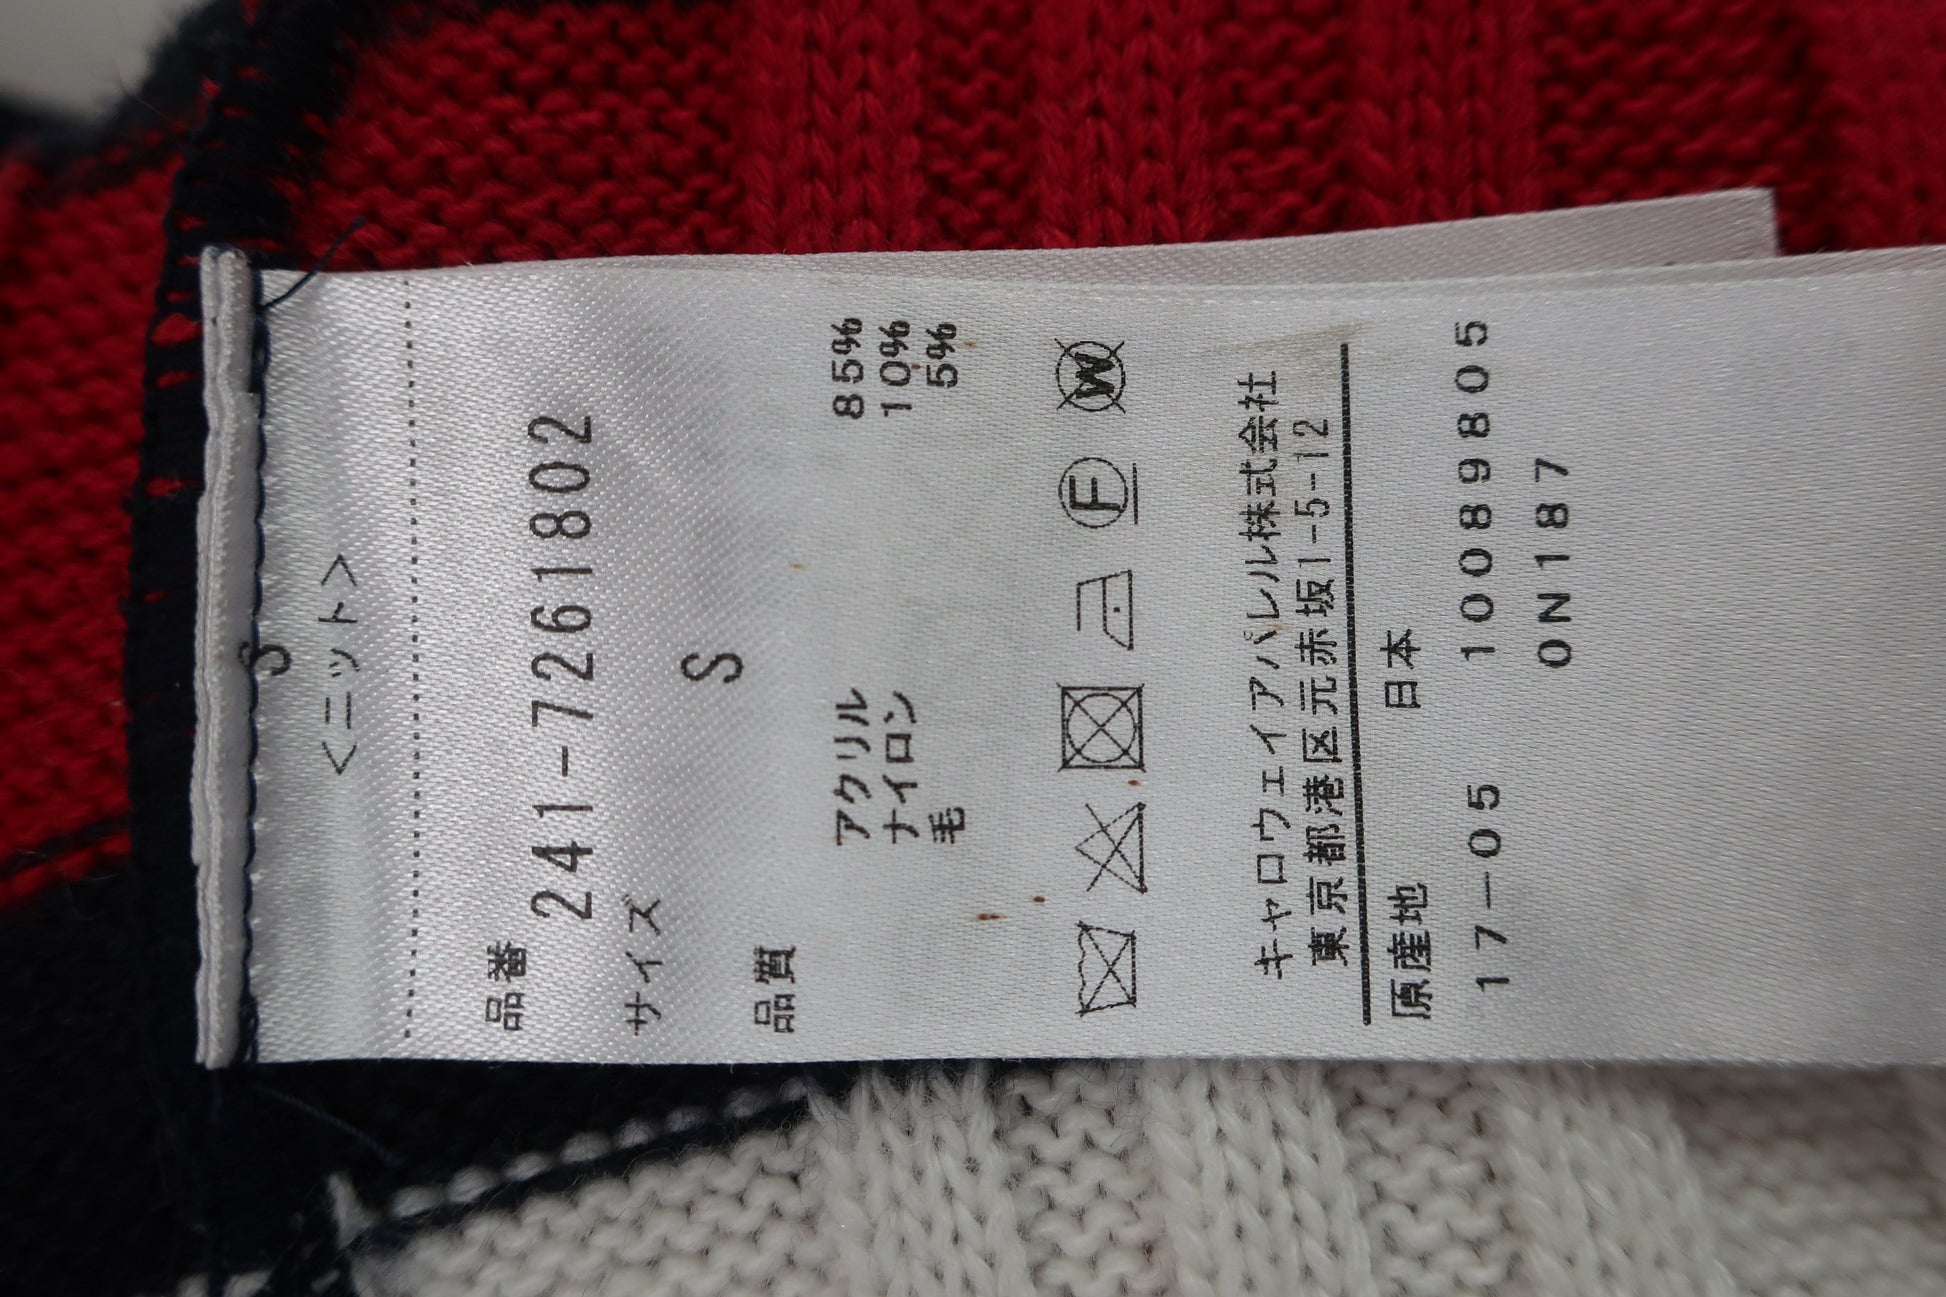 S
<ニット>
品番
241-7261802
サイズ
S
品質
アクリル 85%
ナイロン 10%
毛 5%
W
F
キャロウェイアパレル株式会社
東京都港区元赤坂1-5-12
原産地 日本
17-05 10089805
0N187